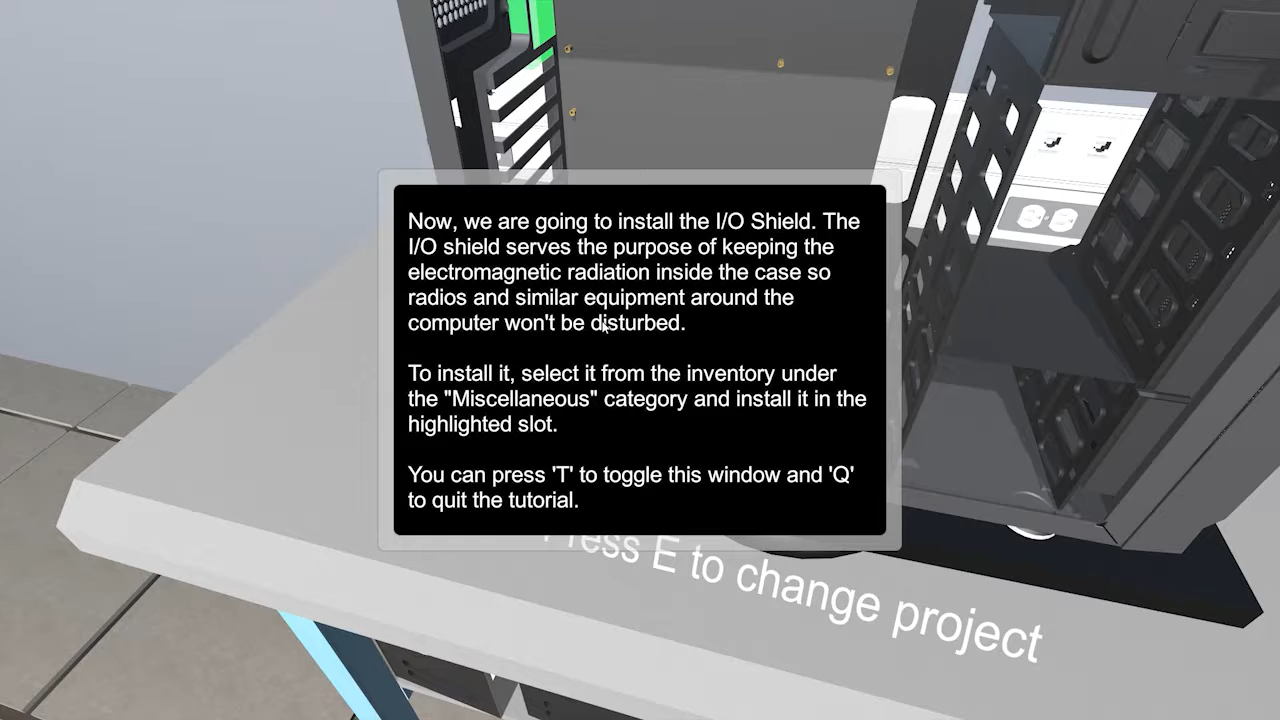 Now, we are going to install the I/O Shield. The
I/O shield serves the purpose of keeping the
electromagnetic radiation inside the case so
radios and similar equipment around the
computer won't be disturbed.
To install it, select it from the inventory under
the "Miscellaneous" category and install it in the
highlighted slot.
You can press 'T' to toggle this window and 'Q'
to quit the tutorial.
Press E to change project